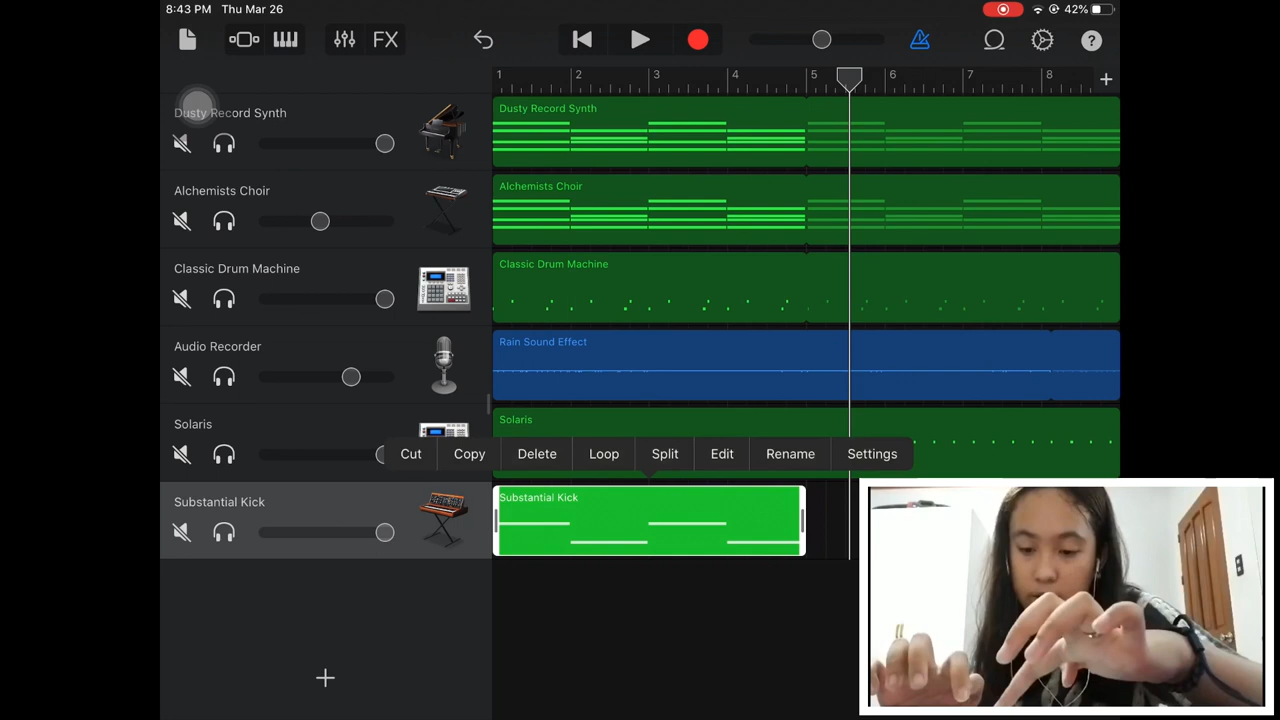 8:43 PM Thu Mar 26
42%
FX
?
1 2 3 4 5 6 7 8 +
Dusty Record Synth
Dusty Record Synth
Alchemists Choir
Alchemists Choir
Classic Drum Machine
Classic Drum Machine
Audio Recorder
Rain Sound Effect
Solaris
Solaris
Cut Copy Delete Loop Split Edit Rename Settings
Substantial Kick
Substantial Kick
+